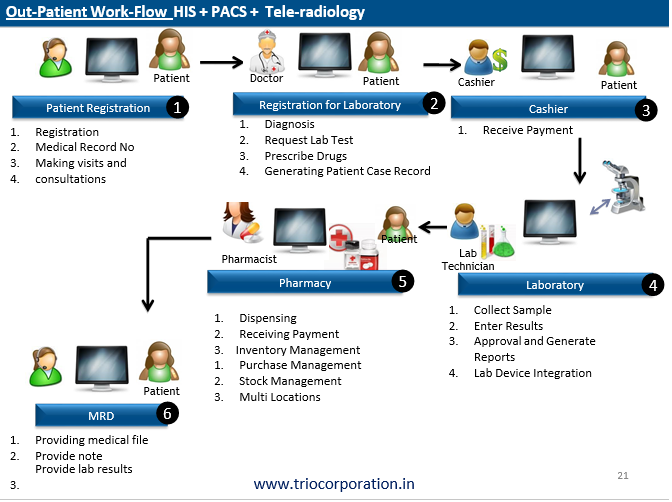 Out-Patient Work-Flow HIS + PACS + Tele-radiology
Patient
Doctor
Patient
Cashier
Patient
Patient Registration 1
Registration for Laboratory 2
Cashier 3
1. Registration
2. Medical Record No
3. Making visits and
4. consultations
1. Diagnosis
2. Request Lab Test
3. Prescribe Drugs
4. Generating Patient Case Record
1. Receive Payment
Pharmacist
Patient
Lab
Technician
Pharmacy 5
Laboratory 4
1. Dispensing
2. Receiving Payment
3. Inventory Management
1. Purchase Management
2. Stock Management
3. Multi Locations
1. Collect Sample
2. Enter Results
3. Approval and Generate
Reports
4. Lab Device Integration
Patient
MRD 6
1. Providing medical file
2. Provide note
Provide lab results
3.
www.triocorporation.in
21